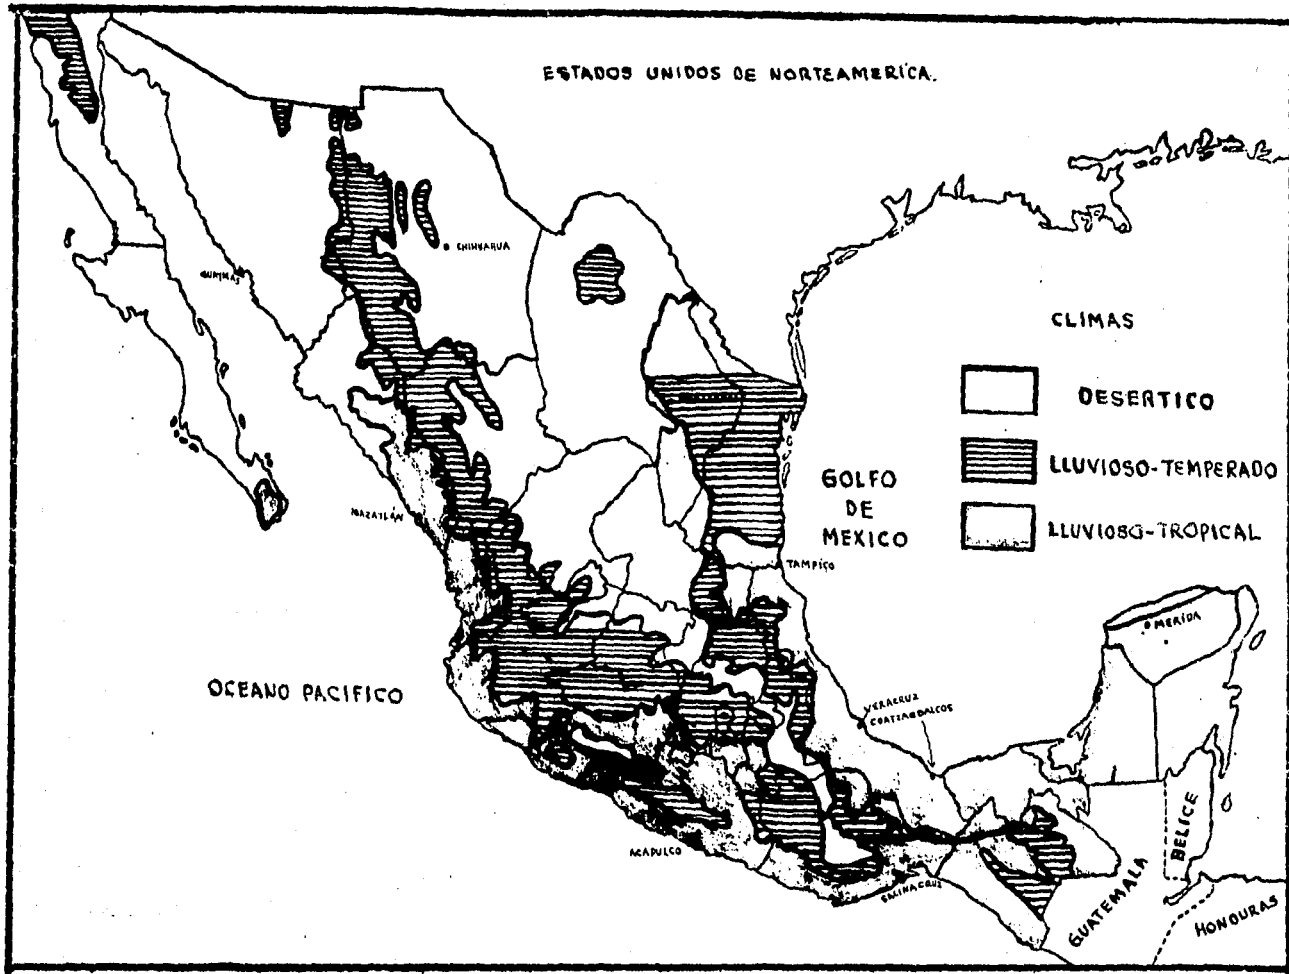 ESTADOS UNIDOS DE NORTEAMERICA.
CHIHUAHUA
GUAYMAS
CLIMAS
DESERTICO
LLUVIOSO-TEMPERADO
LLUVIOSO-TROPICAL
GOLFO
DE
MEXICO
MAZATLÁN
TAMPICO
MERIDA
OCEANO PACIFICO
VERACRUZ
COATZACOALCOS
ACAPULCO
SALINA CRUZ
BELICE
GUATEMALA
HONDURAS